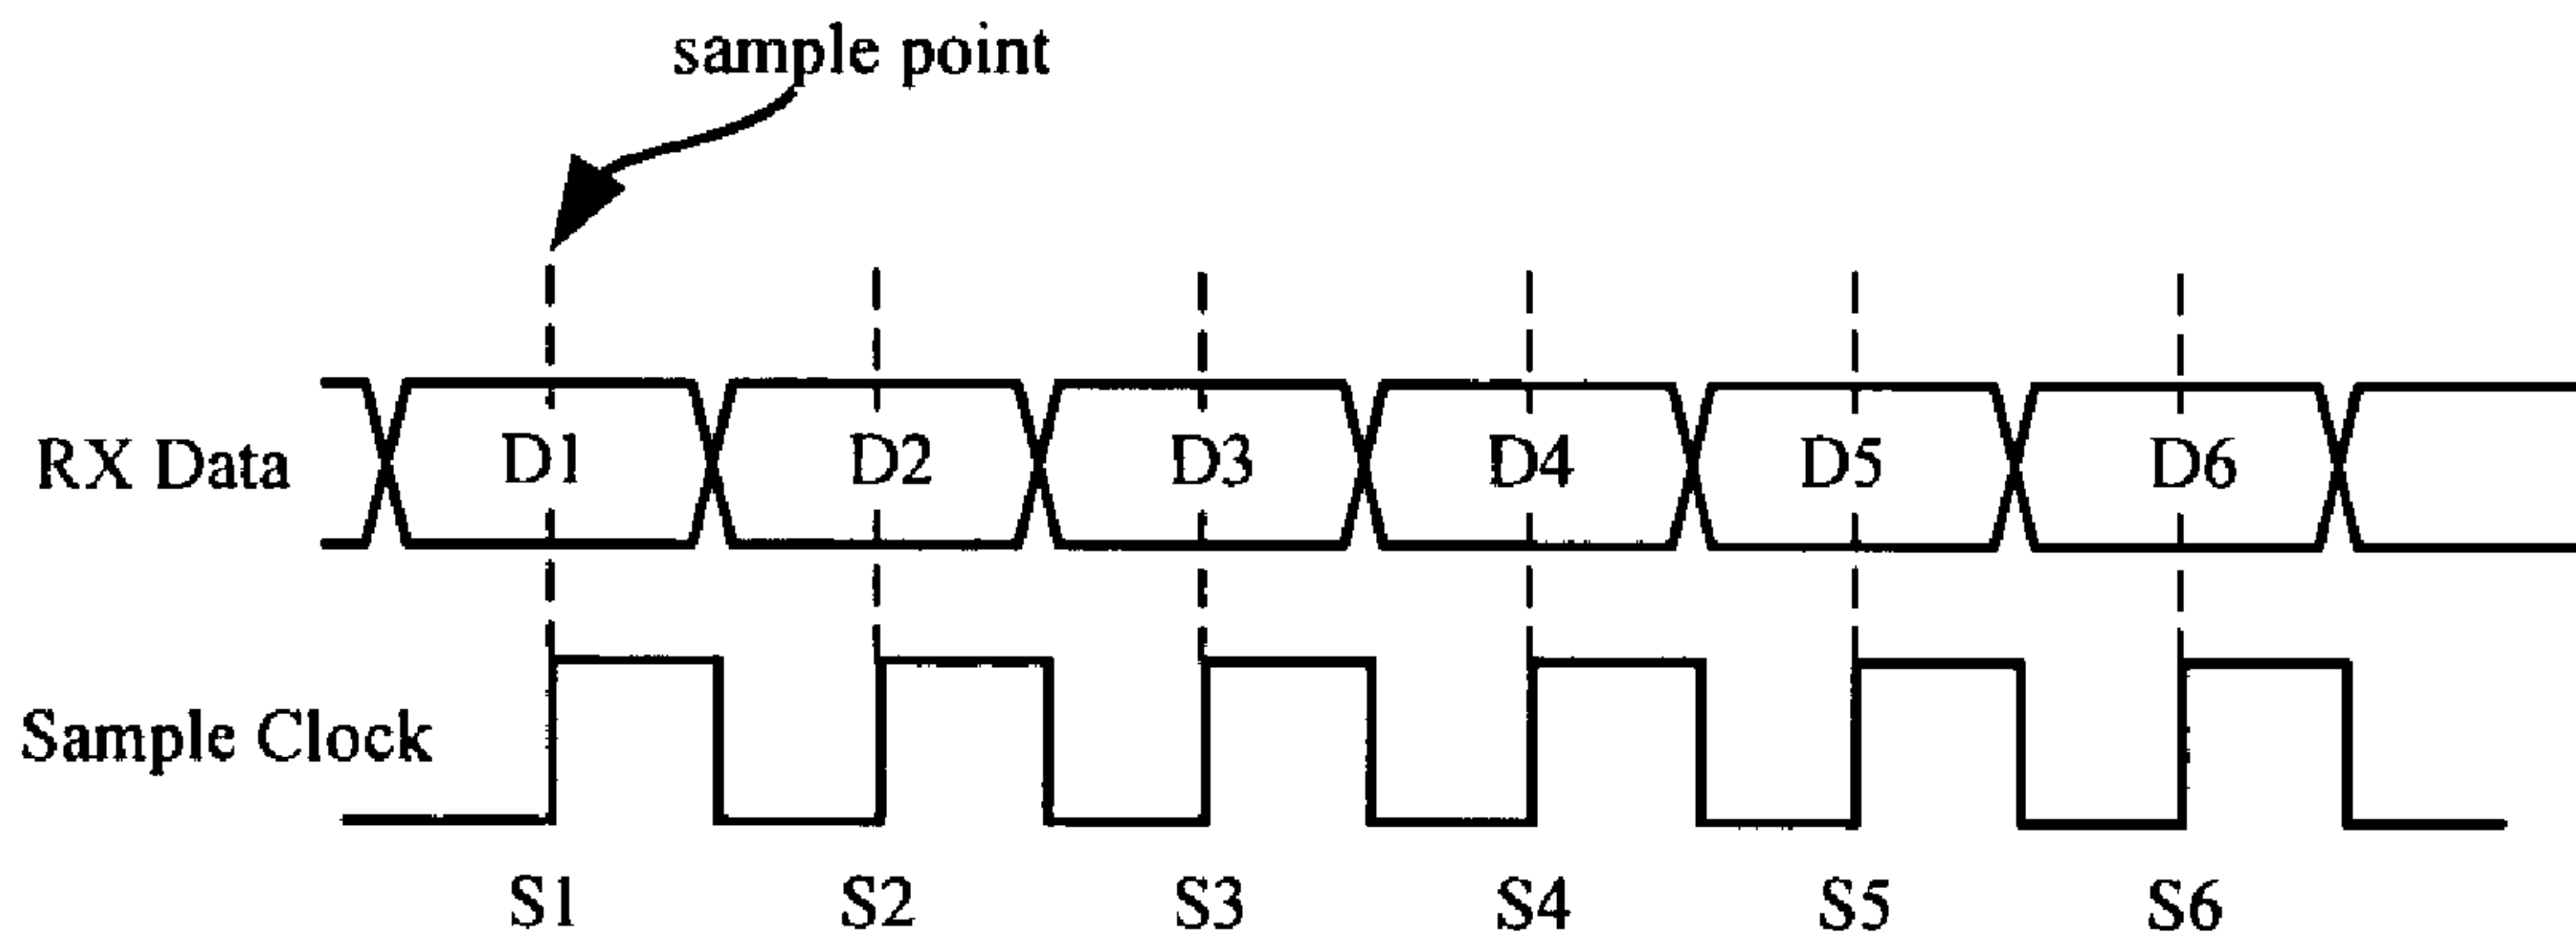 sample point
RX Data D1 D2 D3 D4 D5 D6
Sample Clock
S1 S2 S3 S4 S5 S6